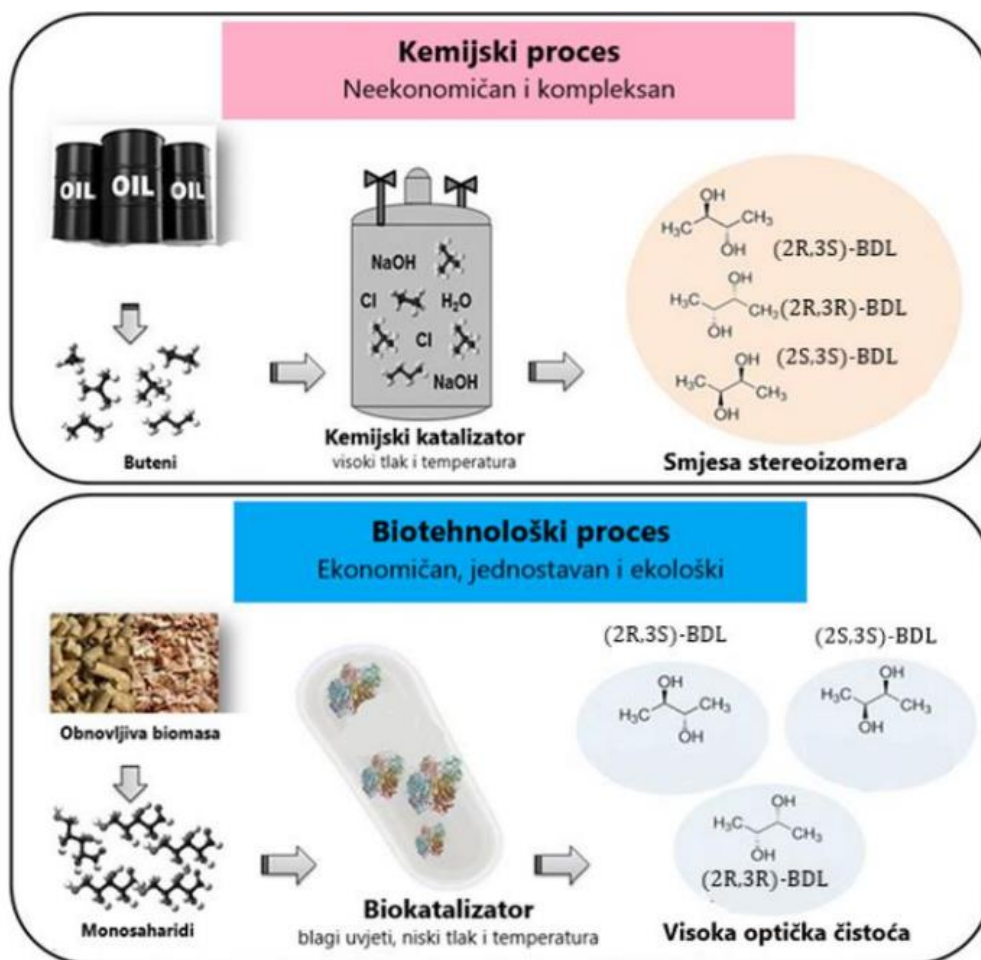 Kemijski proces
Neekonomičan i kompleksan
OIL OIL OIL
Buteni
NaOH
Cl H₂O
Cl
NaOH
Kemijski katalizator
visoki tlak i temperatura
OH
H₃C CH₃
OH
(2R,3S)-BDL
OH
H₃C CH₃ (2R,3R)-BDL
OH
(2S,3S)-BDL
OH
H₃C CH₃
OH
Smjesa stereoizomera
Biotehnološki proces
Ekonomičan, jednostavan i ekološki
Obnovljiva biomasa
Monosaharidi
Biokatalizator
blagi uvjeti, niski tlak i temperatura
(2R,3S)-BDL
OH
H₃C CH₃
OH
(2S,3S)-BDL
OH
H₃C CH₃
OH
OH
H₃C CH₃
OH
(2R,3R)-BDL
Visoka optička čistoća